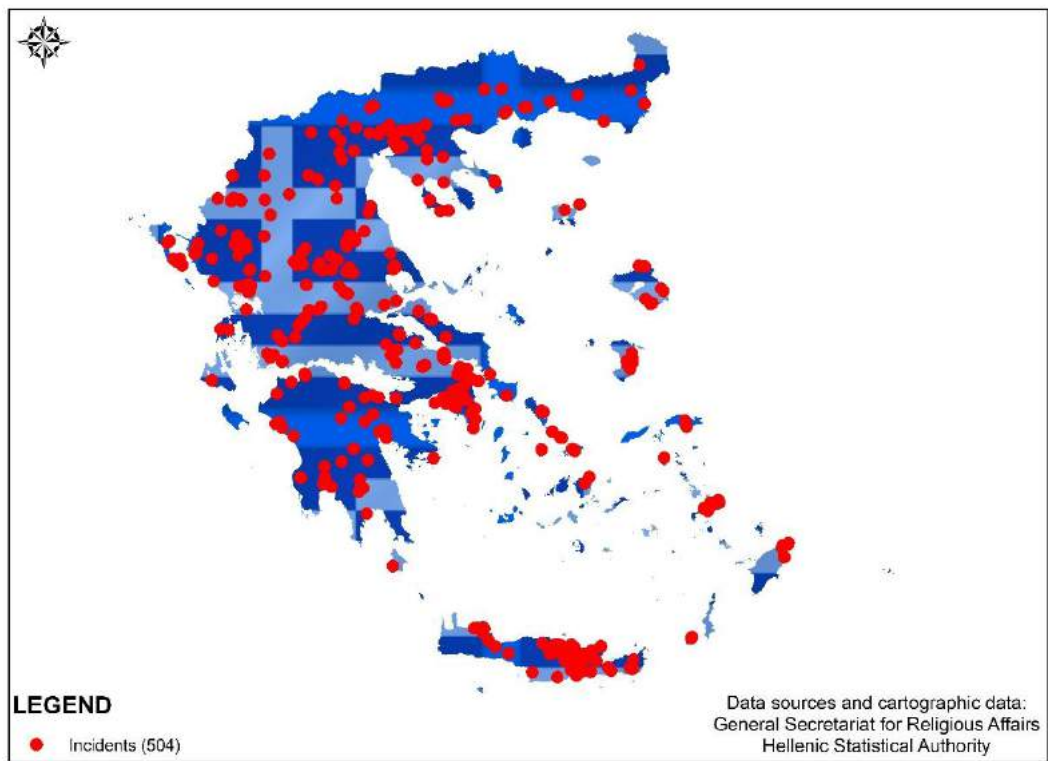 LEGEND
Incidents (504)
Data sources and cartographic data:
General Secretariat for Religious Affairs
Hellenic Statistical Authority